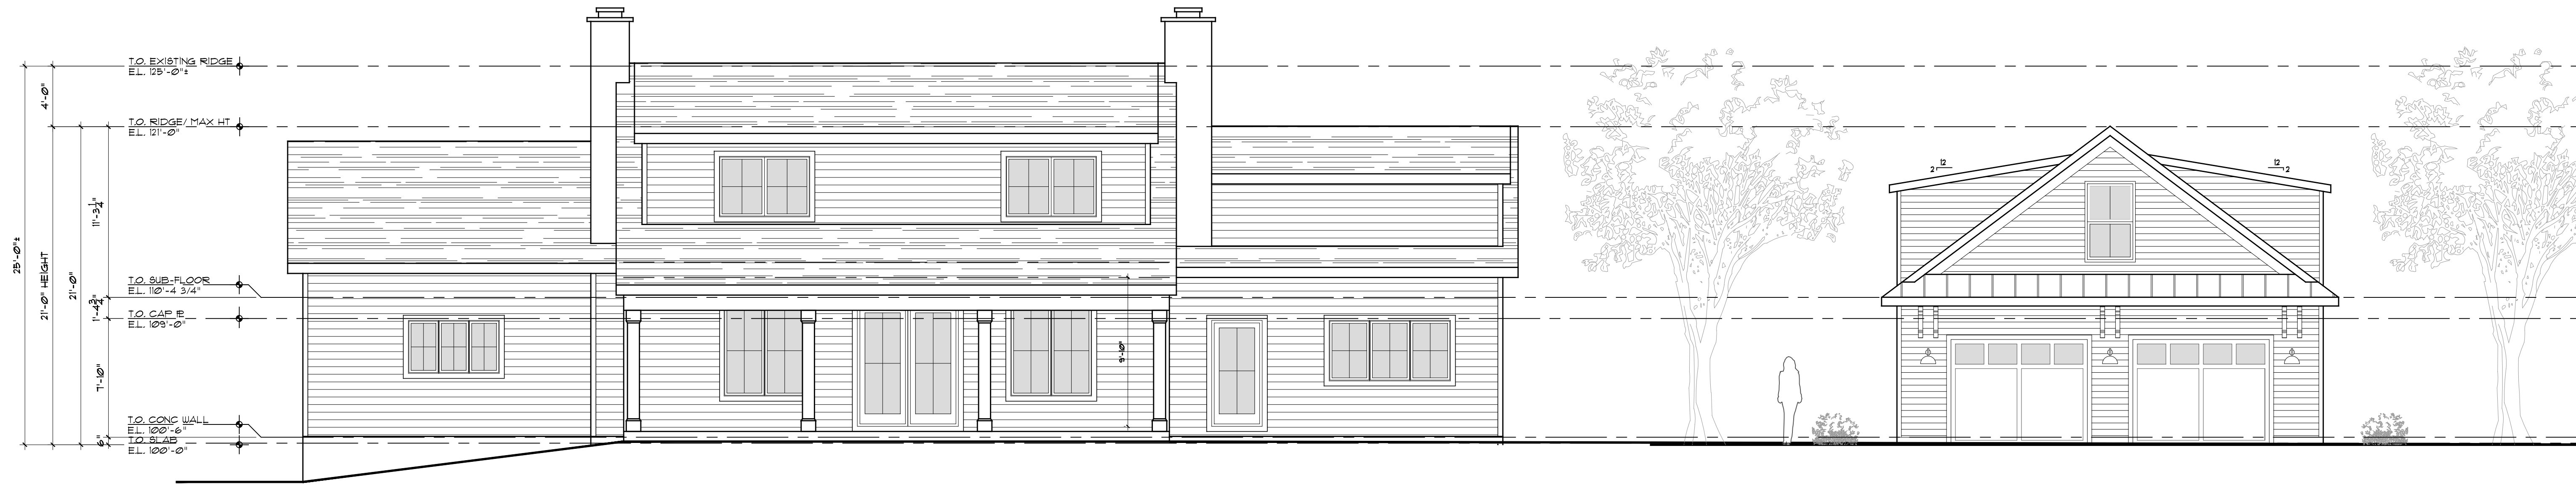 T.O. EXISTING RIDGE
E.L. 125'-0"±
4'-0"
T.O. RIDGE/ MAX HT
E.L. 121'-0"
12
2
12
2
11'-3 1/4"
25'-0"±
21'-0" HEIGHT
21'-0"
T.O. SUB-FLOOR
E.L. 110'-4 3/4"
1'-4 3/4"
T.O. CAP PL
E.L. 109'-0"
9'-10"
7'-10"
T.O. CONC WALL
E.L. 100'-6"
6"
T.O. SLAB
E.L. 100'-0"